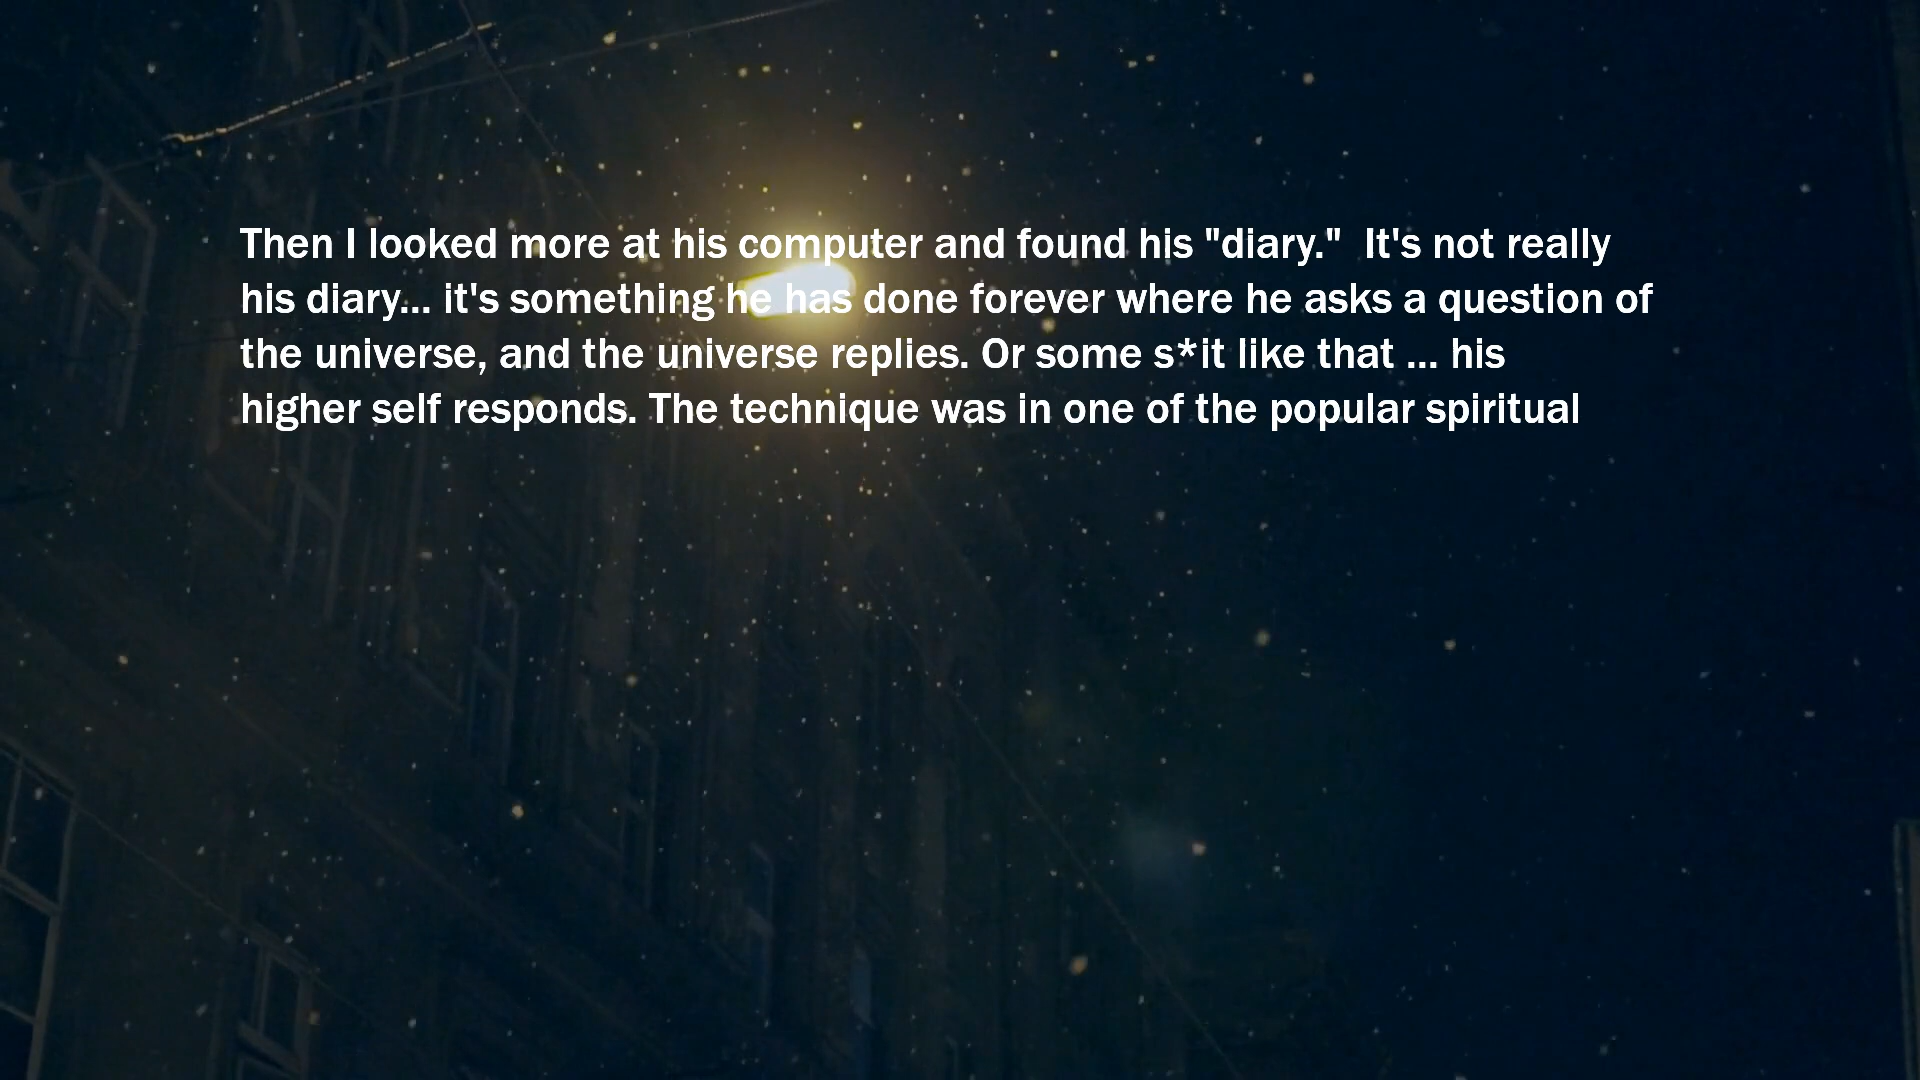 Then I looked more at his computer and found his "diary."  It's not really
his diary... it's something he has done forever where he asks a question of
the universe, and the universe replies. Or some s*it like that ... his
higher self responds. The technique was in one of the popular spiritual